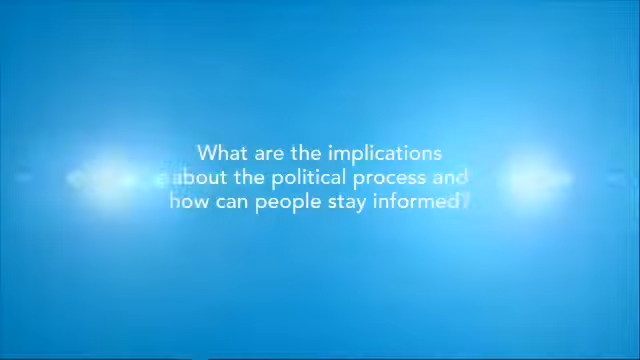 What are the implications
about the political process and
how can people stay informed?